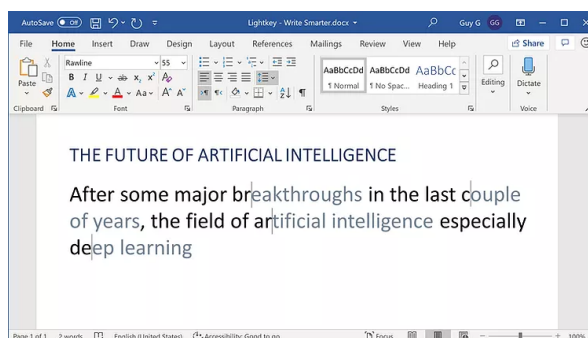 AutoSave Off Lightkey - Write Smarter.docx Guy G GG
File Home Insert Draw Design Layout References Mailings Review View Help Share
Rawline 55
Paste B I U ab x₂ x² A
A A Aa A A
AaBbCcDd AaBbCcDd AaBbCc
¶ Normal ¶ No Spac... Heading 1
Editing Dictate
Clipboard Font Paragraph Styles Voice
THE FUTURE OF ARTIFICIAL INTELLIGENCE
After some major breakthroughs in the last couple
of years, the field of artificial intelligence especially
deep learning
Page 1 of 1 2 words English (United States) Accessibility: Good to go Focus 100%